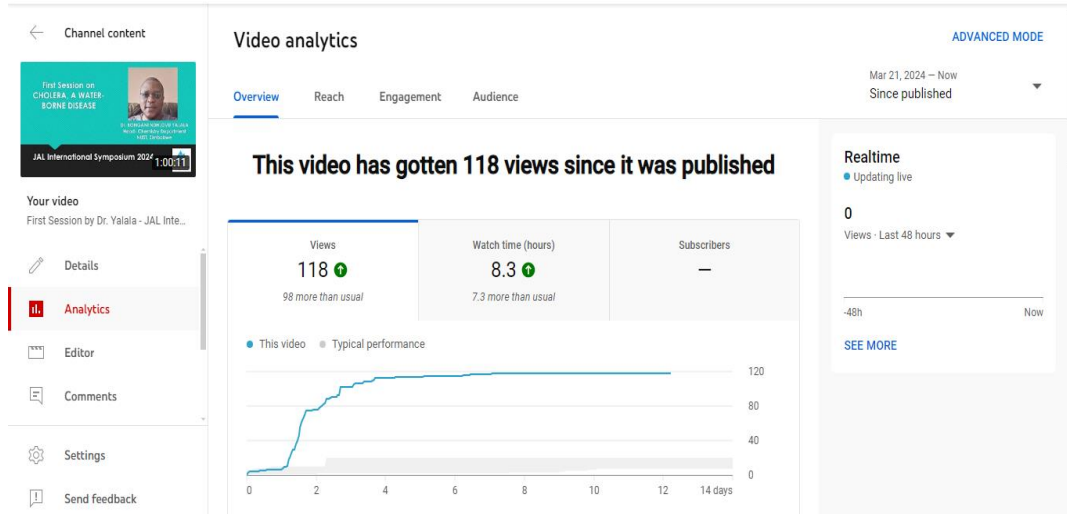 Channel content
First Session on
CHOLERA, A WATER-
BORNE DISEASE
JAL International Symposium 2024
1:00:11
Your video
First Session by Dr. Yalala - JAL Inte...
Details
Analytics
Editor
Comments
Settings
Send feedback
Video analytics
ADVANCED MODE
Overview
Reach
Engagement
Audience
Mar 21, 2024 – Now
Since published
This video has gotten 118 views since it was published
Views
118
98 more than usual
Watch time (hours)
8.3
7.3 more than usual
Subscribers
—
This video
Typical performance
120
80
40
0
0 2 4 6 8 10 12 14 days
Realtime
Updating live
0
Views · Last 48 hours
-48h
Now
SEE MORE